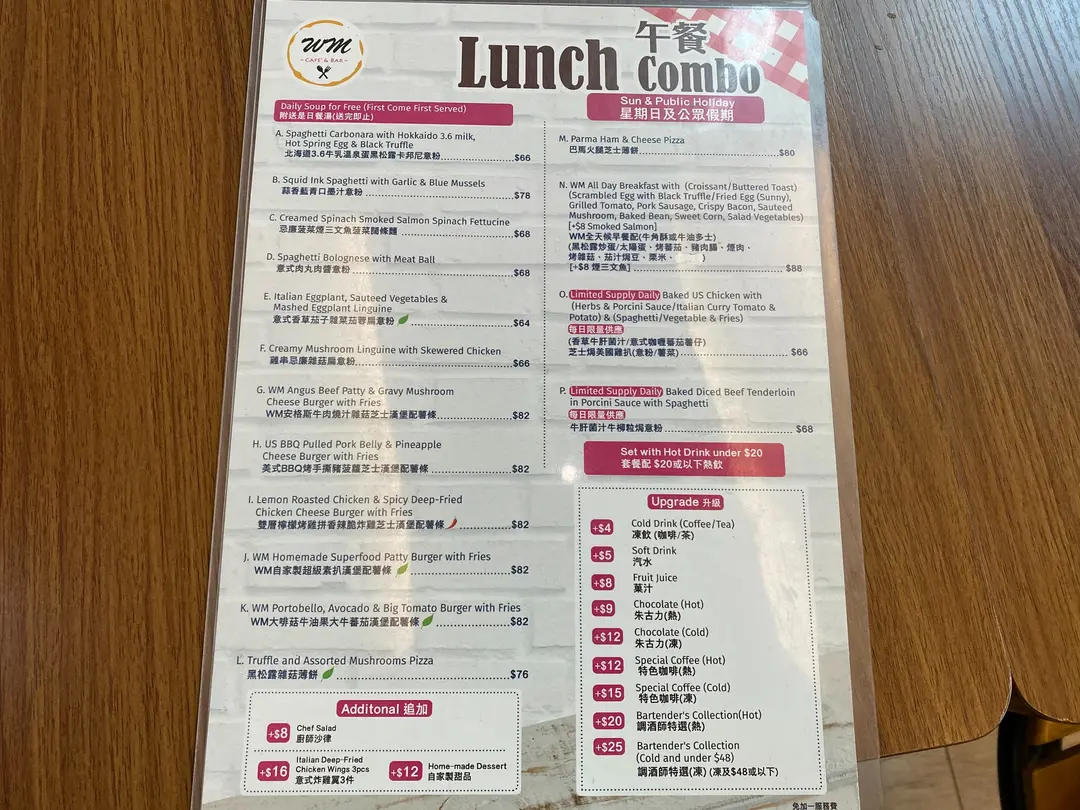 WM
CAFE & BAR
午餐
Lunch Combo
Daily Soup for Free (First Come First Served)
附送是日餐湯(送完即止)
A. Spaghetti Carbonara with Hokkaido 3.6 milk,
Hot Spring Egg & Black Truffle
北海道3.6牛乳溫泉蛋黑松露卡邦尼意粉 $66
B. Squid Ink Spaghetti with Garlic & Blue Mussels
蒜香藍青口墨汁意粉 $78
C. Creamed Spinach Smoked Salmon Spinach Fettucine
忌廉菠菜煙三文魚菠菜闊條麵 $68
D. Spaghetti Bolognese with Meat Ball
意式肉丸肉醬意粉 $68
E. Italian Eggplant, Sauteed Vegetables &
Mashed Eggplant Linguine
意式香草茄子雜菜茄蓉扁意粉 $64
F. Creamy Mushroom Linguine with Skewered Chicken
雞串忌廉雜菇扁意粉 $66
G. WM Angus Beef Patty & Gravy Mushroom
Cheese Burger with Fries
WM安格斯牛肉燒汁雜菇芝士漢堡配薯條 $82
H. US BBQ Pulled Pork Belly & Pineapple
Cheese Burger with Fries
美式BBQ烤手撕豬菠蘿芝士漢堡配薯條 $82
I. Lemon Roasted Chicken & Spicy Deep-Fried
Chicken Cheese Burger with Fries
雙層檸檬烤雞拼香辣脆炸雞芝士漢堡配薯條 $82
J. WM Homemade Superfood Patty Burger with Fries
WM自家製超級素扒漢堡配薯條 $82
K. WM Portobello, Avocado & Big Tomato Burger with Fries
WM大啡菇牛油果大牛蕃茄漢堡配薯條 $82
L. Truffle and Assorted Mushrooms Pizza
黑松露雜菇薄餅 $76
Additonal 追加
+$8 Chef Salad
廚師沙律
+$16 Italian Deep-Fried
Chicken Wings 3pcs
意式炸雞翼3件
+$12 Home-made Dessert
自家製甜品
Sun & Public Holiday
星期日及公眾假期
M. Parma Ham & Cheese Pizza
巴馬火腿芝士薄餅 $80
N. WM All Day Breakfast with (Croissant/Buttered Toast)
(Scrambled Egg with Black Truffle/Fried Egg (Sunny),
Grilled Tomato, Pork Sausage, Crispy Bacon, Sauteed
Mushroom, Baked Bean, Sweet Corn, Salad Vegetables)
[+$8 Smoked Salmon]
WM全天候早餐配(牛角酥或牛油多士)
(黑松露炒蛋/太陽蛋、烤蕃茄、豬肉腸、煙肉、
烤雜菇、茄汁焗豆、粟米、 )
[+$8 煙三文魚] $88
O. Limited Supply Daily Baked US Chicken with
(Herbs & Porcini Sauce/Italian Curry Tomato &
Potato) & (Spaghetti/Vegetable & Fries)
每日限量供應
(香草牛肝菌汁/意式咖喱蕃茄薯仔)
芝士焗美國雞扒(意粉/薯菜) $66
P. Limited Supply Daily Baked Diced Beef Tenderloin
in Porcini Sauce with Spaghetti
每日限量供應
牛肝菌汁牛柳粒焗意粉 $68
Set with Hot Drink under $20
套餐配 $20或以下熱飲
Upgrade 升級
+$4 Cold Drink (Coffee/Tea)
凍飲 (咖啡/茶)
+$5 Soft Drink
汽水
+$8 Fruit Juice
菓汁
+$9 Chocolate (Hot)
朱古力(熱)
+$12 Chocolate (Cold)
朱古力(凍)
+$12 Special Coffee (Hot)
特色咖啡(熱)
+$15 Special Coffee (Cold)
特色咖啡(凍)
+$20 Bartender's Collection(Hot)
調酒師特選(熱)
+$25 Bartender's Collection
(Cold and under $48)
調酒師特選(凍) (凍及$48或以下)
免加一服務費